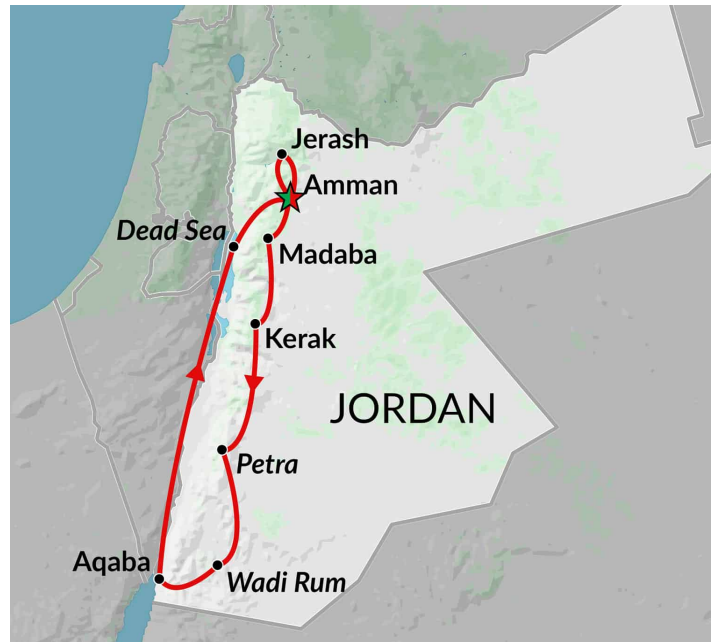 Jerash
Amman
Dead Sea
Madaba
Kerak
JORDAN
Petra
Aqaba
Wadi Rum